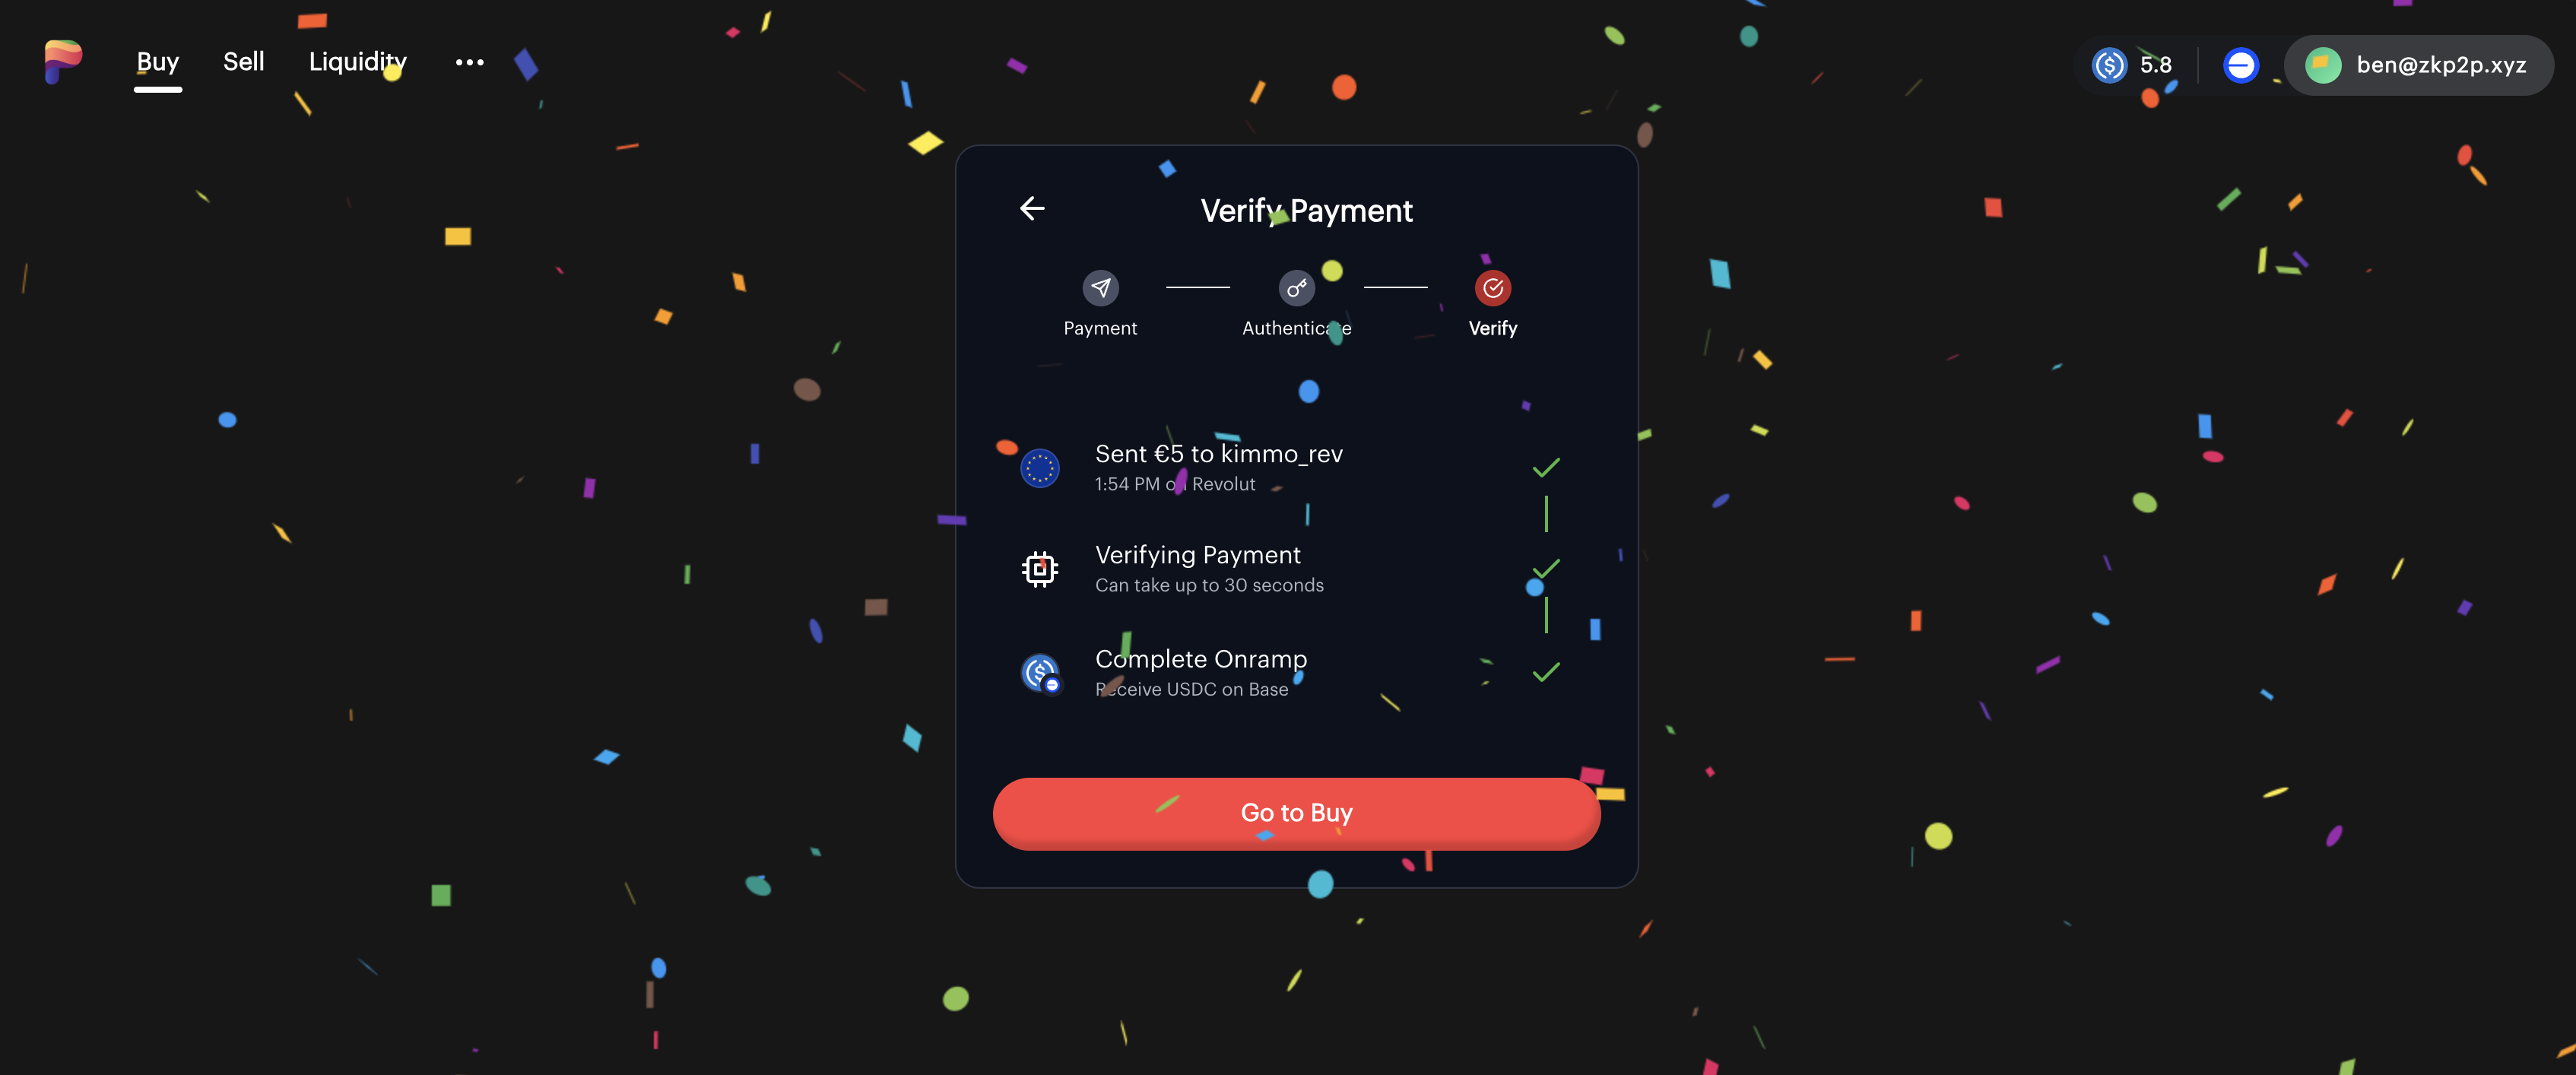 Buy Sell Liquidity
5.8 ben@zkp2p.xyz
Verify Payment
Payment Authenticate Verify
Sent €5 to kimmo_rev
1:54 PM on Revolut
Verifying Payment
Can take up to 30 seconds
Complete Onramp
Receive USDC on Base
Go to Buy